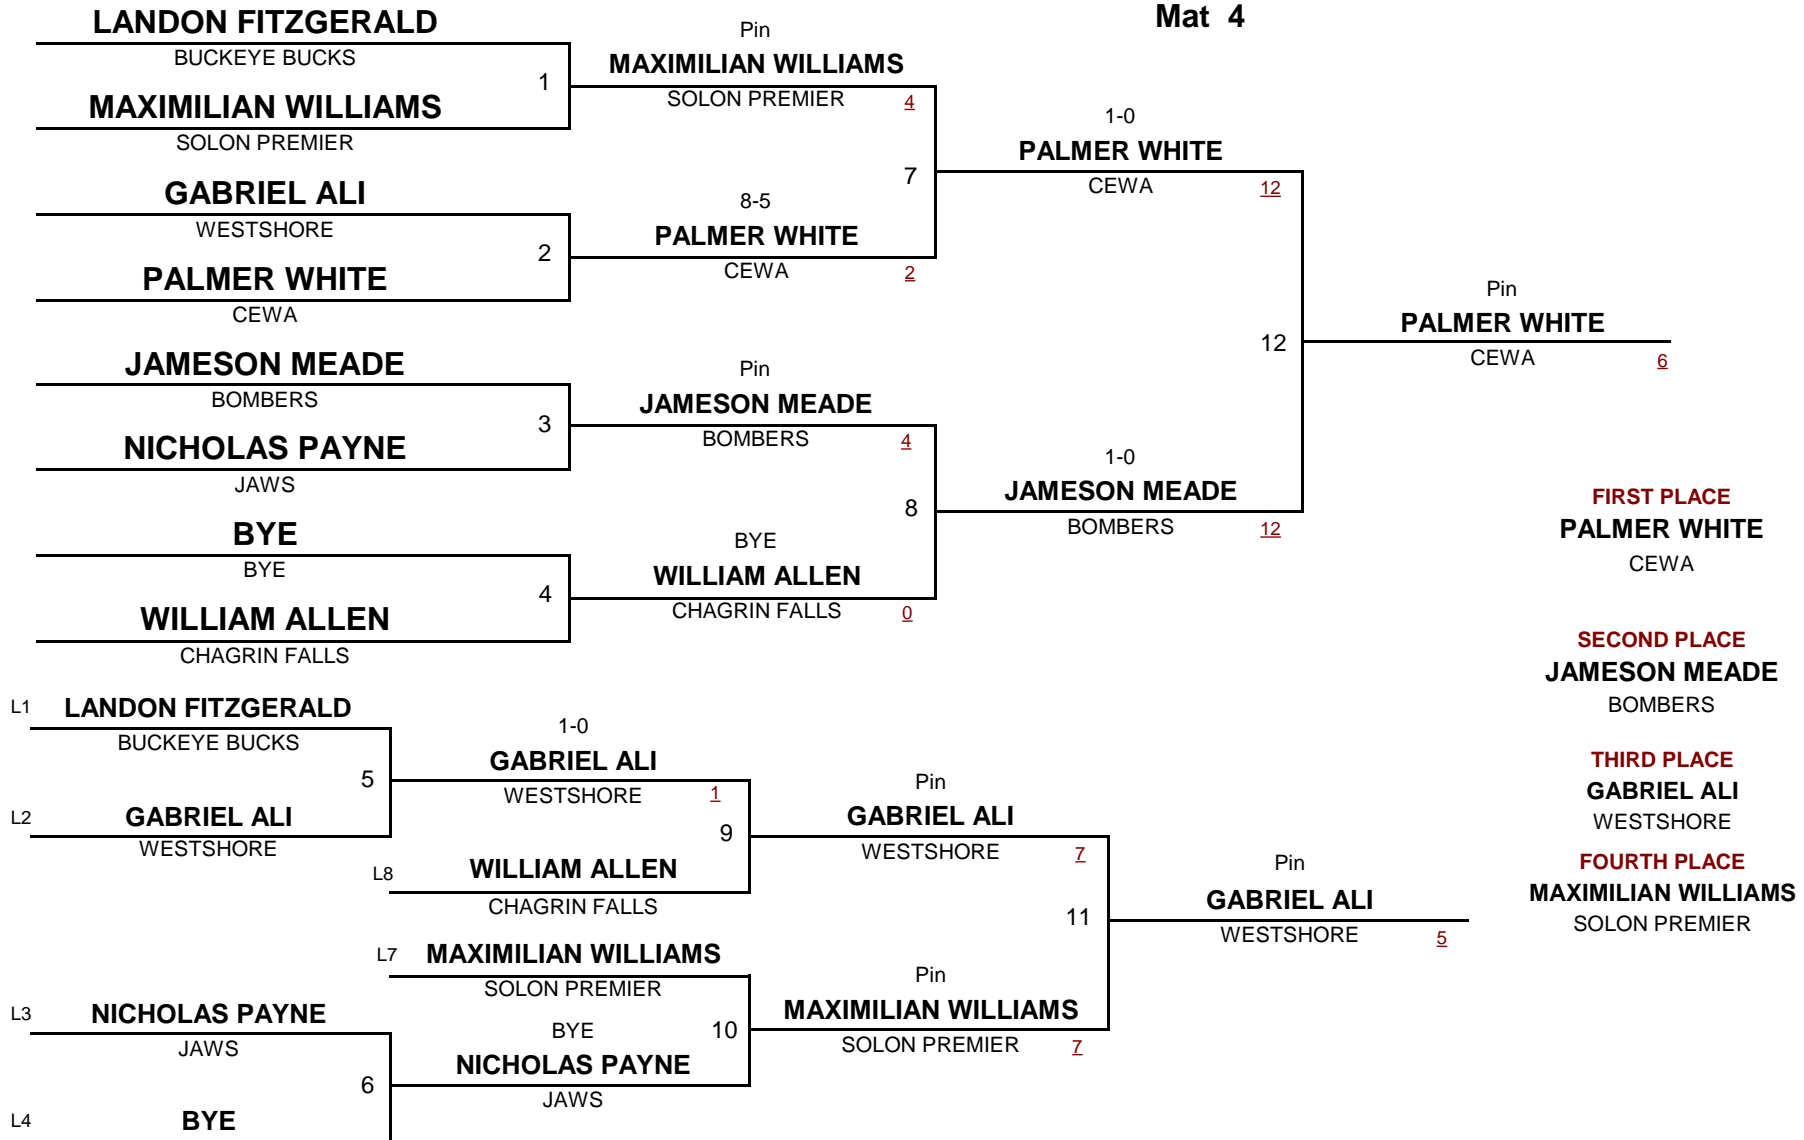 Mat 4
LANDON FITZGERALD
BUCKEYE BUCKS
1
MAXIMILIAN WILLIAMS
SOLON PREMIER
GABRIEL ALI
WESTSHORE
2
PALMER WHITE
CEWA
JAMESON MEADE
BOMBERS
3
NICHOLAS PAYNE
JAWS
BYE
BYE
4
WILLIAM ALLEN
CHAGRIN FALLS
Pin
MAXIMILIAN WILLIAMS
SOLON PREMIER 4
7
8-5
PALMER WHITE
CEWA 2
Pin
JAMESON MEADE
BOMBERS 4
8
BYE
WILLIAM ALLEN
CHAGRIN FALLS 0
1-0
PALMER WHITE
CEWA 12
12
1-0
JAMESON MEADE
BOMBERS 12
Pin
PALMER WHITE
CEWA 6
FIRST PLACE
PALMER WHITE
CEWA
SECOND PLACE
JAMESON MEADE
BOMBERS
THIRD PLACE
GABRIEL ALI
WESTSHORE
FOURTH PLACE
MAXIMILIAN WILLIAMS
SOLON PREMIER
L1 LANDON FITZGERALD
BUCKEYE BUCKS
5
L2 GABRIEL ALI
WESTSHORE
L3 NICHOLAS PAYNE
JAWS
6
L4 BYE
1-0
GABRIEL ALI
WESTSHORE 1
9
L8 WILLIAM ALLEN
CHAGRIN FALLS
L7 MAXIMILIAN WILLIAMS
SOLON PREMIER
10
BYE
NICHOLAS PAYNE
JAWS
Pin
GABRIEL ALI
WESTSHORE 7
11
Pin
MAXIMILIAN WILLIAMS
SOLON PREMIER 7
Pin
GABRIEL ALI
WESTSHORE 5